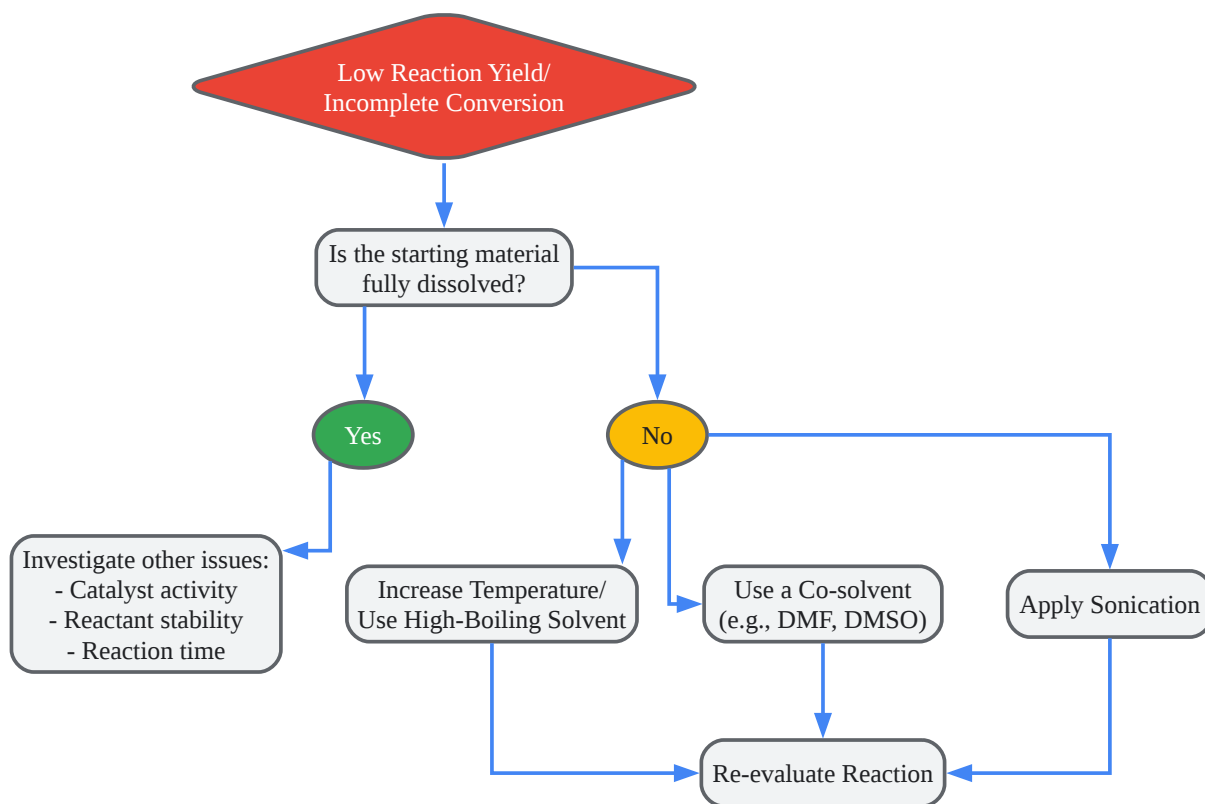 Low Reaction Yield/
Incomplete Conversion
Is the starting material
fully dissolved?
Yes
No
Investigate other issues:
- Catalyst activity
- Reactant stability
- Reaction time
Increase Temperature/
Use High-Boiling Solvent
Use a Co-solvent
(e.g., DMF, DMSO)
Apply Sonication
Re-evaluate Reaction